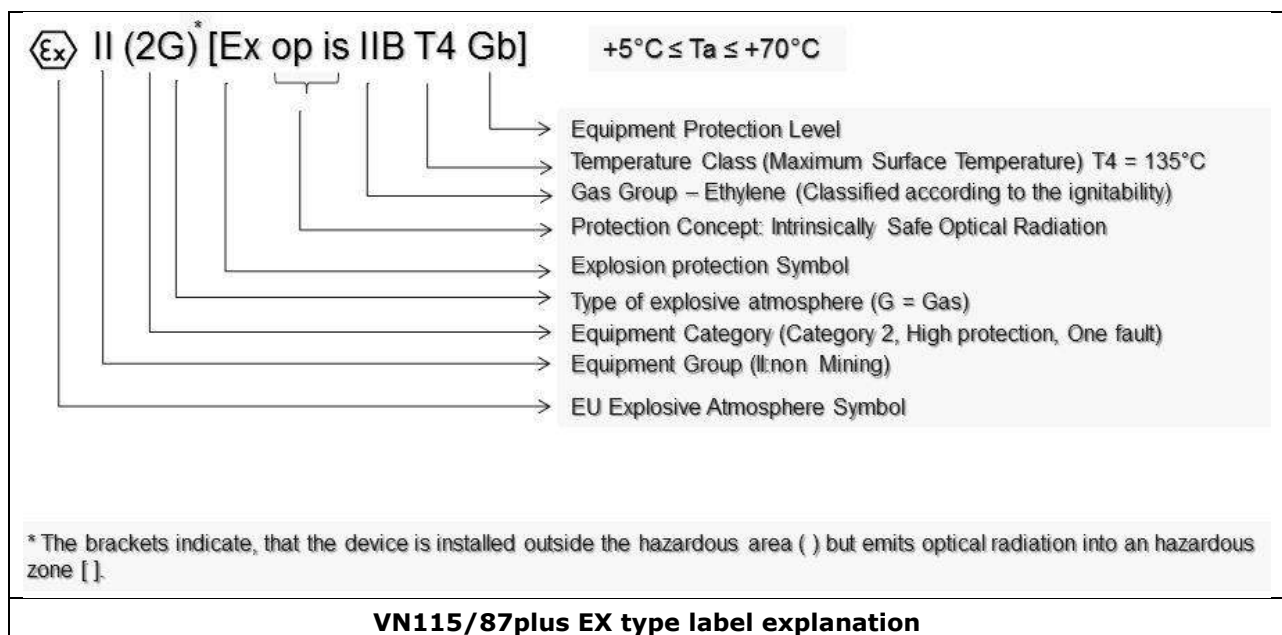 Ex II (2G)* [Ex op is IIB T4 Gb] +5°C ≤ Ta ≤ +70°C
Equipment Protection Level
Temperature Class (Maximum Surface Temperature) T4 = 135°C
Gas Group – Ethylene (Classified according to the ignitability)
Protection Concept: Intrinsically Safe Optical Radiation
Explosion protection Symbol
Type of explosive atmosphere (G = Gas)
Equipment Category (Category 2, High protection, One fault)
Equipment Group (II:non Mining)
EU Explosive Atmosphere Symbol
* The brackets indicate, that the device is installed outside the hazardous area ( ) but emits optical radiation into an hazardous
zone [ ].
VN115/87plus EX type label explanation